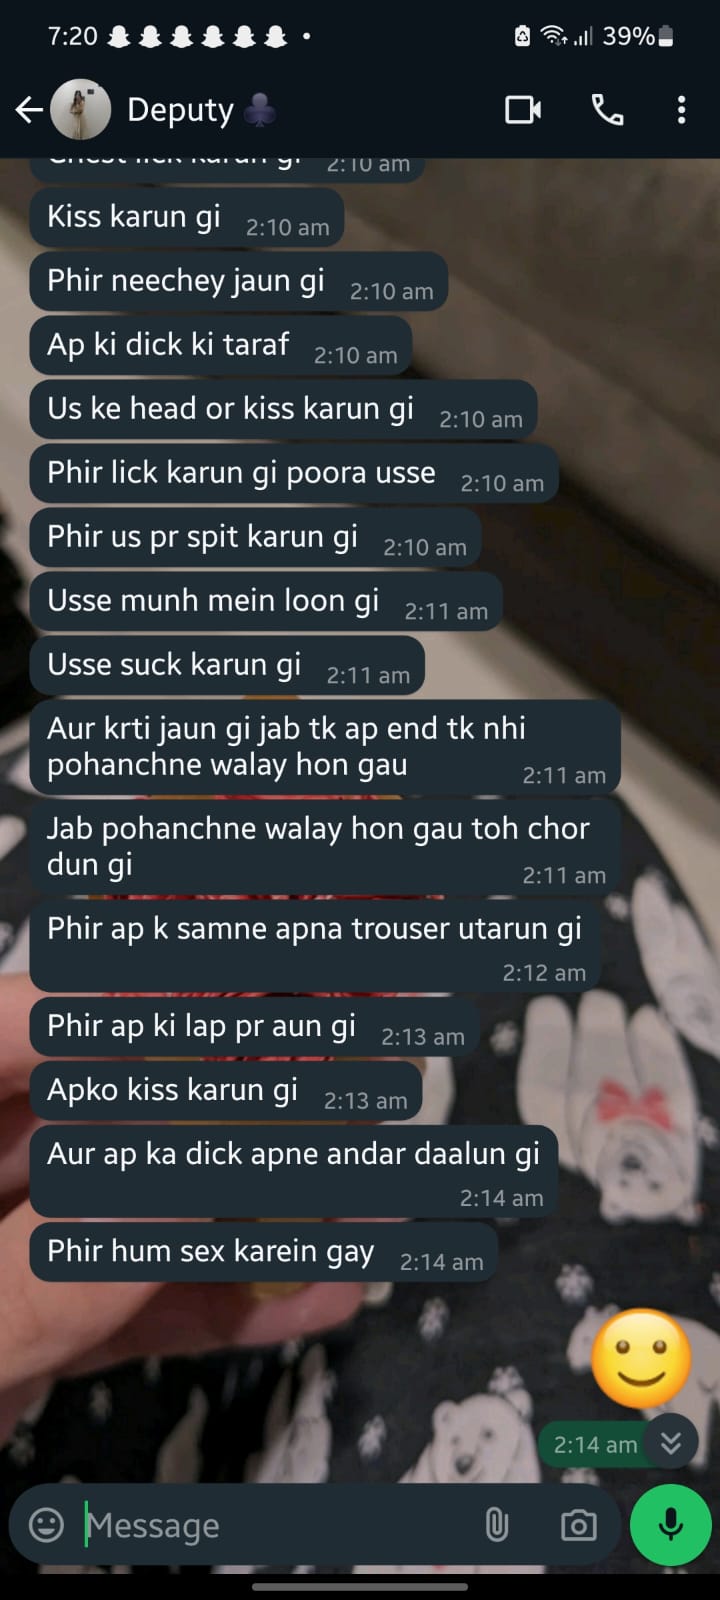 7:20
39%
Deputy
Chest lick karun gi 2:10 am
Kiss karun gi 2:10 am
Phir neechey jaun gi 2:10 am
Ap ki dick ki taraf 2:10 am
Us ke head or kiss karun gi 2:10 am
Phir lick karun gi poora usse 2:10 am
Phir us pr spit karun gi 2:10 am
Usse munh mein loon gi 2:11 am
Usse suck karun gi 2:11 am
Aur krti jaun gi jab tk ap end tk nhi
pohanchne walay hon gau 2:11 am
Jab pohanchne walay hon gau toh chor
dun gi 2:11 am
Phir ap k samne apna trouser utarun gi
2:12 am
Phir ap ki lap pr aun gi 2:13 am
Apko kiss karun gi 2:13 am
Aur ap ka dick apne andar daalun gi
2:14 am
Phir hum sex karein gay 2:14 am
2:14 am
Message